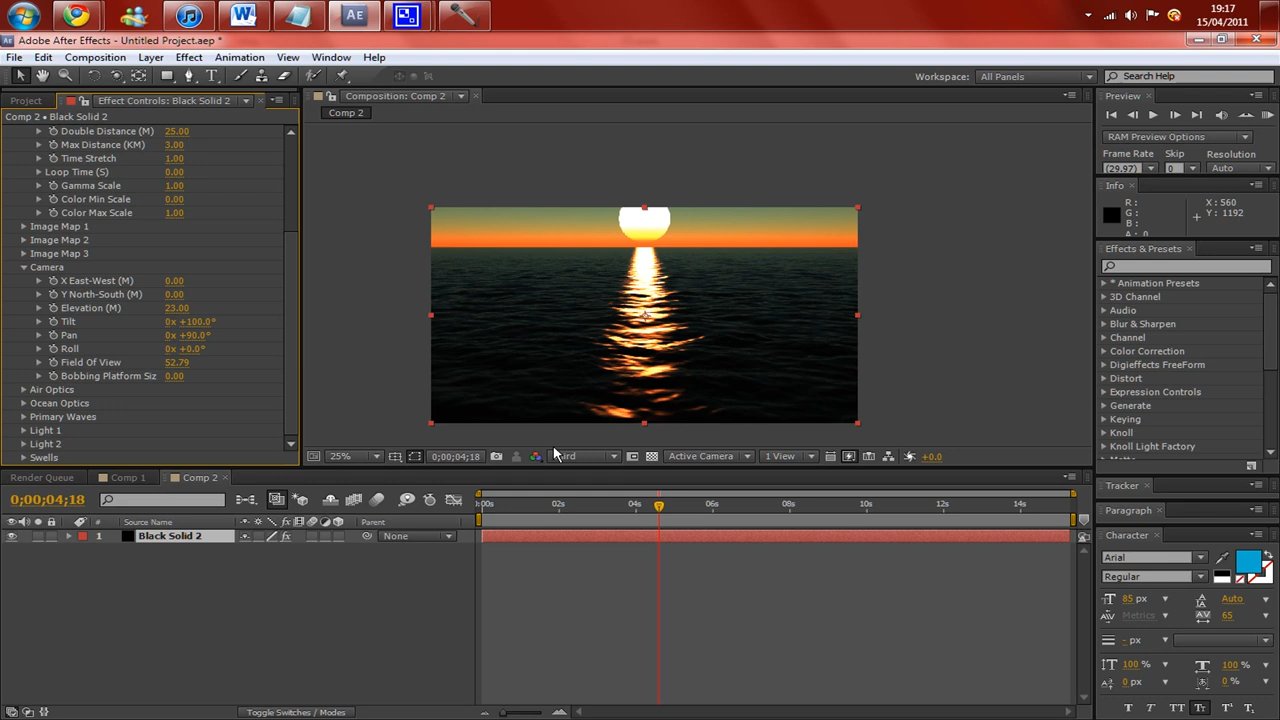 19:17
15/04/2011
Adobe After Effects - Untitled Project.aep *
File Edit Composition Layer Effect Animation View Window Help
Workspace: All Panels Search Help
Project Effect Controls: Black Solid 2
Comp 2 • Black Solid 2
Double Distance (M) 25.00
Max Distance (KM) 3.00
Time Stretch 1.00
Loop Time (S) 0.00
Gamma Scale 1.00
Color Min Scale 0.00
Color Max Scale 1.00
Image Map 1
Image Map 2
Image Map 3
Camera
X East-West (M) 0.00
Y North-South (M) 0.00
Elevation (M) 23.00
Tilt 0x +100.0°
Pan 0x +90.0°
Roll 0x +0.0°
Field Of View 52.79
Bobbing Platform Siz 0.00
Air Optics
Ocean Optics
Primary Waves
Light 1
Light 2
Swells
Composition: Comp 2
Comp 2
25% 0;00;04;18 Active Camera 1 View +0.0
Preview
RAM Preview Options
Frame Rate Skip Resolution
(29.97) 0 Auto
Info
R : X : 560
G : Y : 1192
B :
Effects & Presets
* Animation Presets
3D Channel
Audio
Blur & Sharpen
Channel
Color Correction
Digieffects FreeForm
Distort
Expression Controls
Generate
Keying
Knoll
Knoll Light Factory
Tracker
Paragraph
Character
Arial
Regular
85 px Auto
Metrics 65
- px
100 % 100 %
0 px 0 %
T T TT Tt T¹ T₁
Render Queue Comp 1 Comp 2
0;00;04;18
:00s 02s 04s 06s 08s 10s 12s 14s
# Source Name Parent
1 Black Solid 2 None
Toggle Switches / Modes